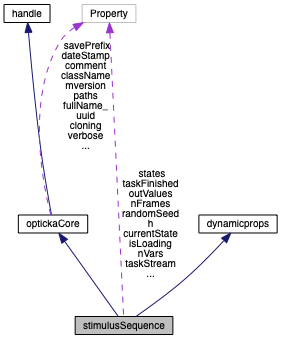 handle
Property
savePrefix
dateStamp
comment
className
mversion
paths
fullName_
uuid
cloning
verbose
...
states
taskFinished
outValues
nFrames
randomSeed
h
currentState
isLoading
nVars
taskStream
...
optickaCore
dynamicprops
stimulusSequence